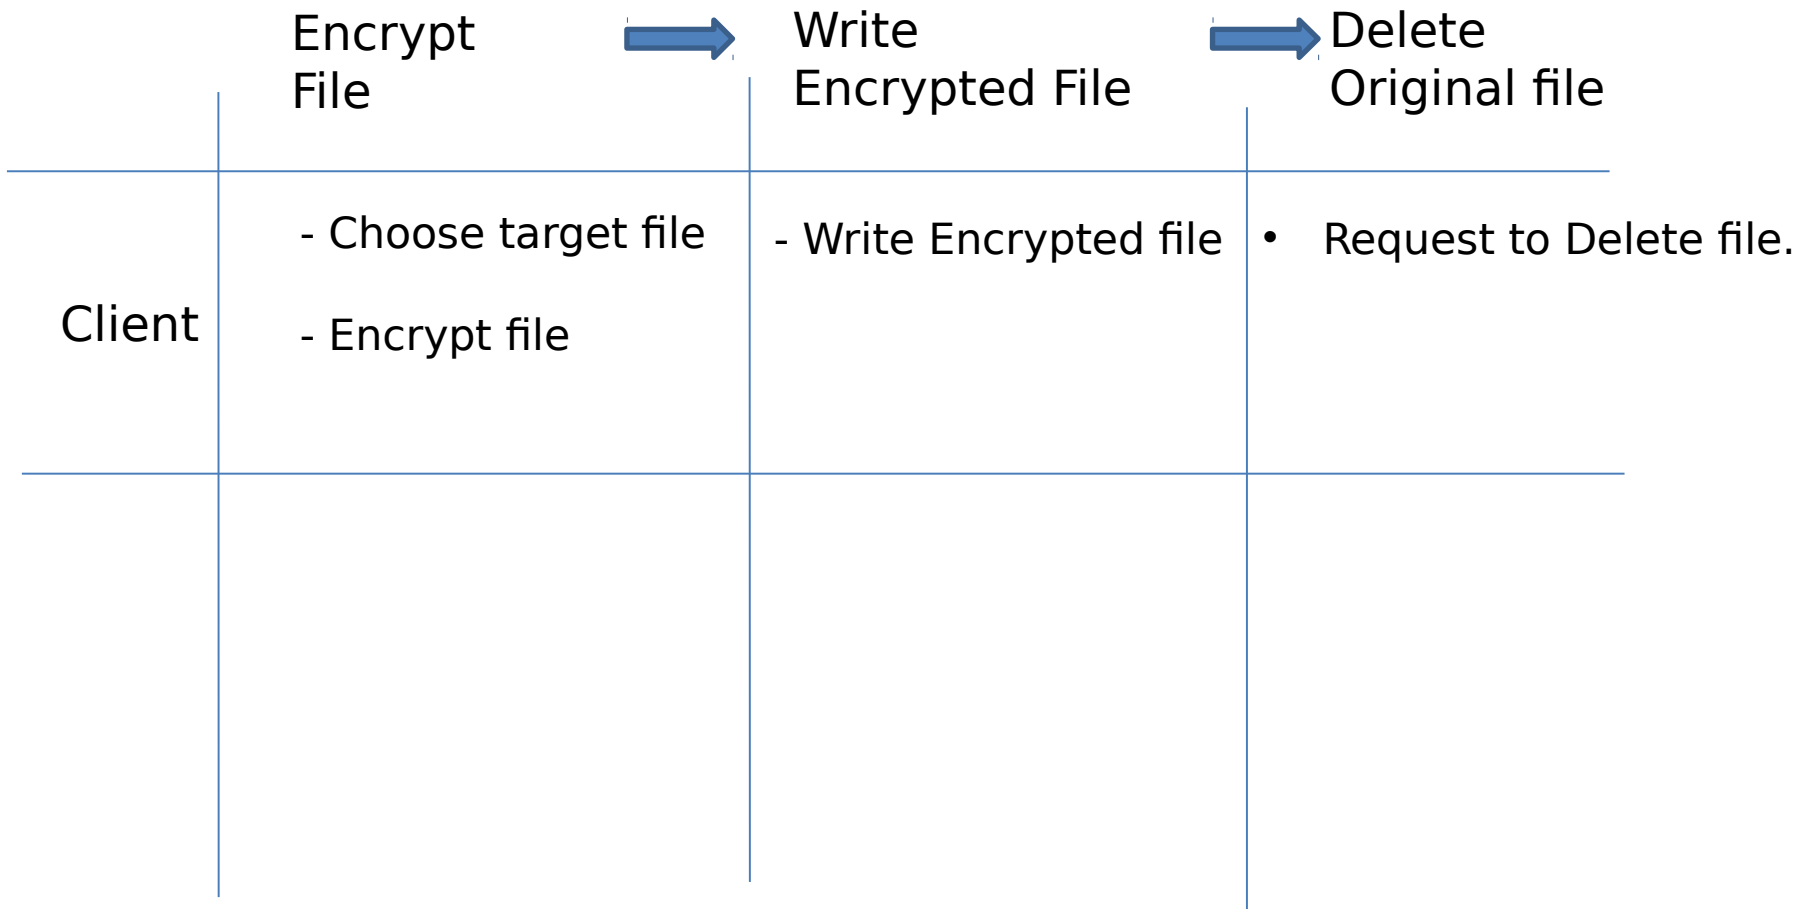 Encrypt
File
Write
Encrypted File
Delete
Original file
Client
- Choose target file
- Encrypt file
- Write Encrypted file
• Request to Delete file.